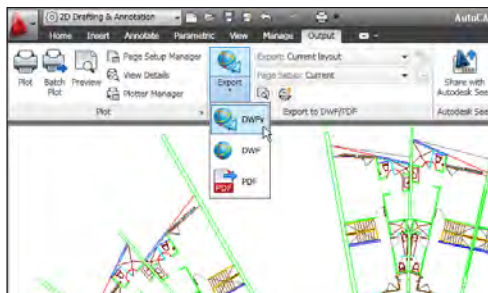 2D Drafting & Annotation
AutoCA
Home Insert Annotate Parametric View Manage Output
Plot
Batch Plot
Preview
Page Setup Manager
View Details
Plotter Manager
Export
Export: Current layout
Page Setup: Current
Share with
Autodesk See
Plot
Export to DWF/PDF
Autodesk See
DWFx
DWF
PDF
PDF